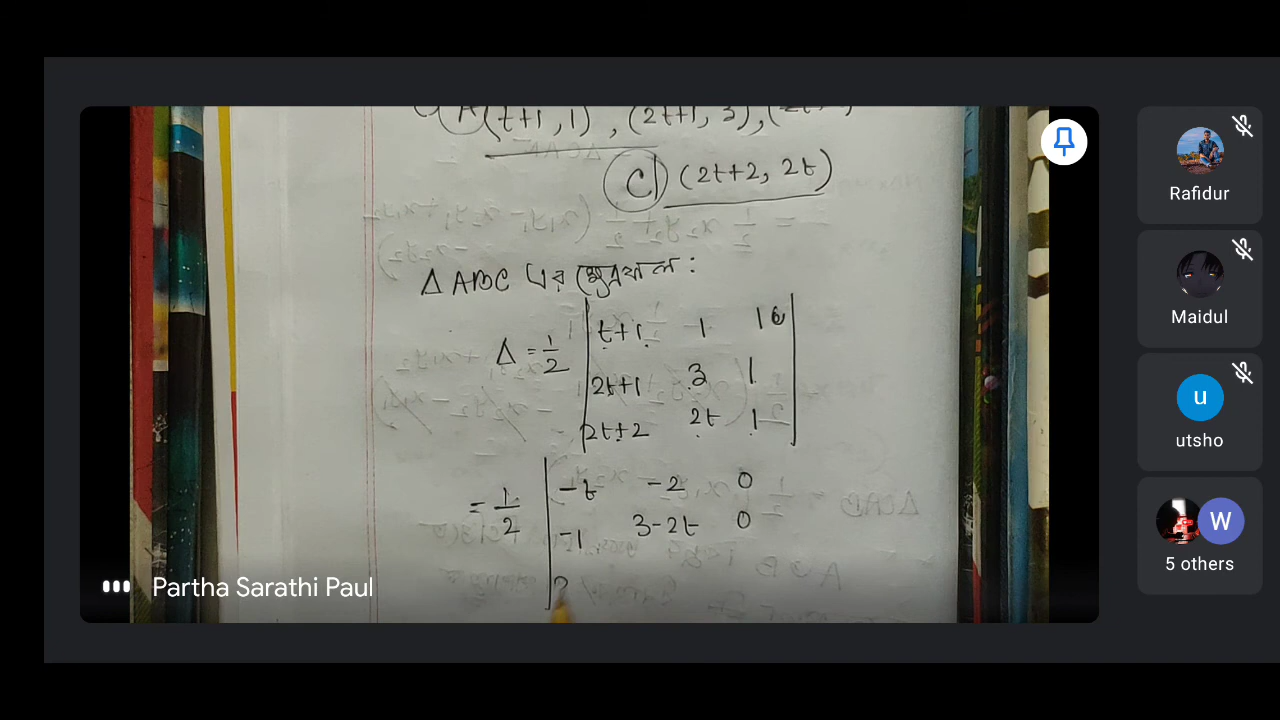 A(t+1, 1), (2t+1, 3), (
C (2t+2, 2t)
Δ ABC এর ক্ষেত্রফল :
Δ = 1/2 | t+1 1 1 |
| 2t+1 3 1 |
| 2t+2 2t 1 |
= 1/2 | -t -2 0
| -1 3-2t 0
Partha Sarathi Paul
Rafidur
Maidul
u
utsho
W
5 others